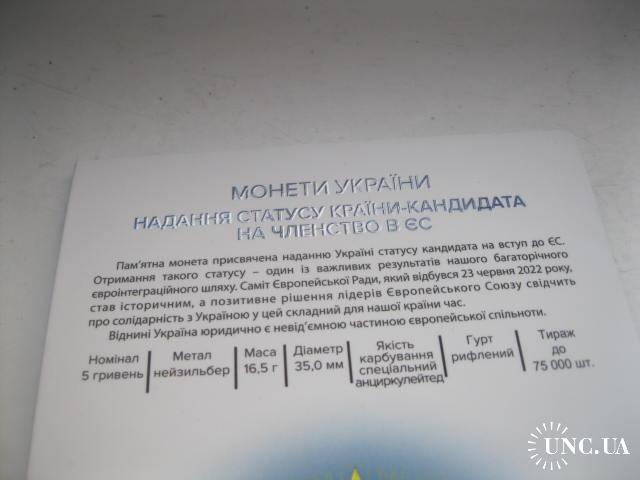 МОНЕТИ УКРАЇНИ
НАДАННЯ СТАТУСУ КРАЇНИ-КАНДИДАТА
НА ЧЛЕНСТВО В ЄС
Пам'ятна монета присвячена наданню Україні статусу кандидата на вступ до ЄС.
Отримання такого статусу – один із важливих результатів нашого багаторічного
євроінтеграційного шляху. Саміт Європейської Ради, який відбувся 23 червня 2022 року,
став історичним, а позитивне рішення лідерів Європейського Союзу свідчить
про солідарність з Україною у цей складний для нашої країни час.
Віднині Україна юридично є невід'ємною частиною європейської спільноти.
Номінал
5 гривень
Метал
нейзильбер
Маса
16,5 г
Діаметр
35,0 мм
Якість
карбування
спеціальний
анциркулейтед
Гурт
рифлений
Тираж
до
75 000 шт.
UNC.UA